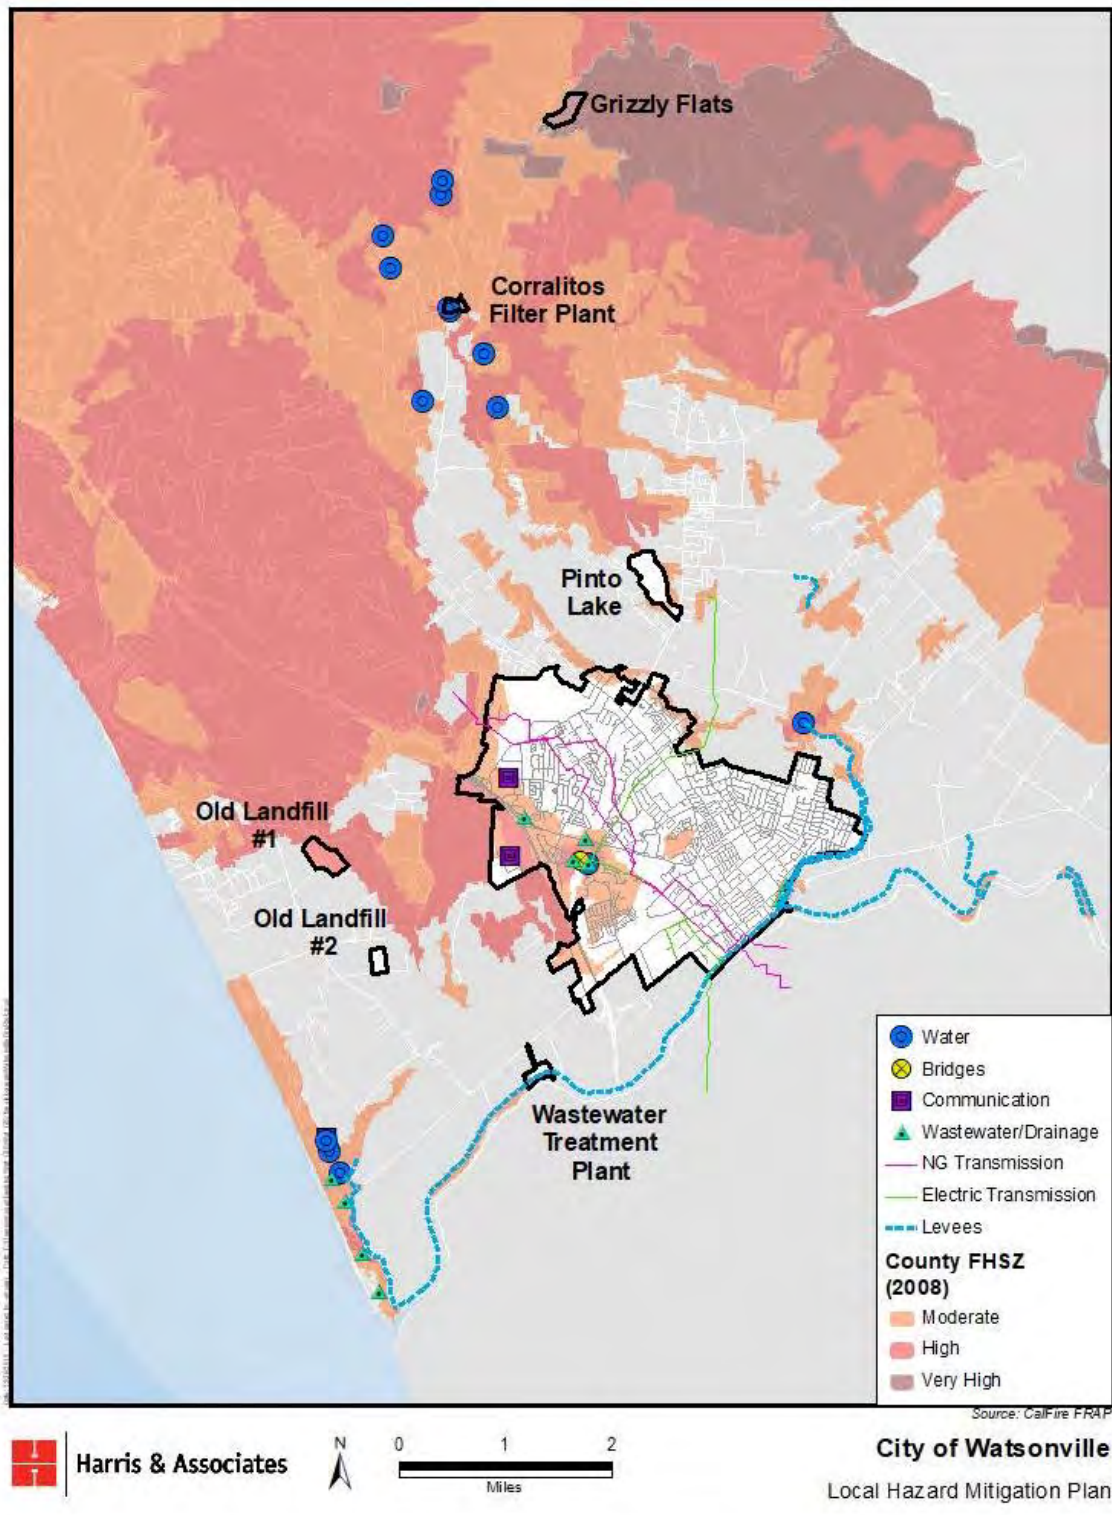 Grizzly Flats
Corralitos
Filter Plant
Pinto
Lake
Old Landfill
#1
Old Landfill
#2
Wastewater
Treatment
Plant
Water
Bridges
Communication
Wastewater/Drainage
NG Transmission
Electric Transmission
Levees
County FHSZ
(2008)
Moderate
High
Very High
Source: CalFire FRAP
Harris & Associates
N
0 1 2
Miles
City of Watsonville
Local Hazard Mitigation Plan